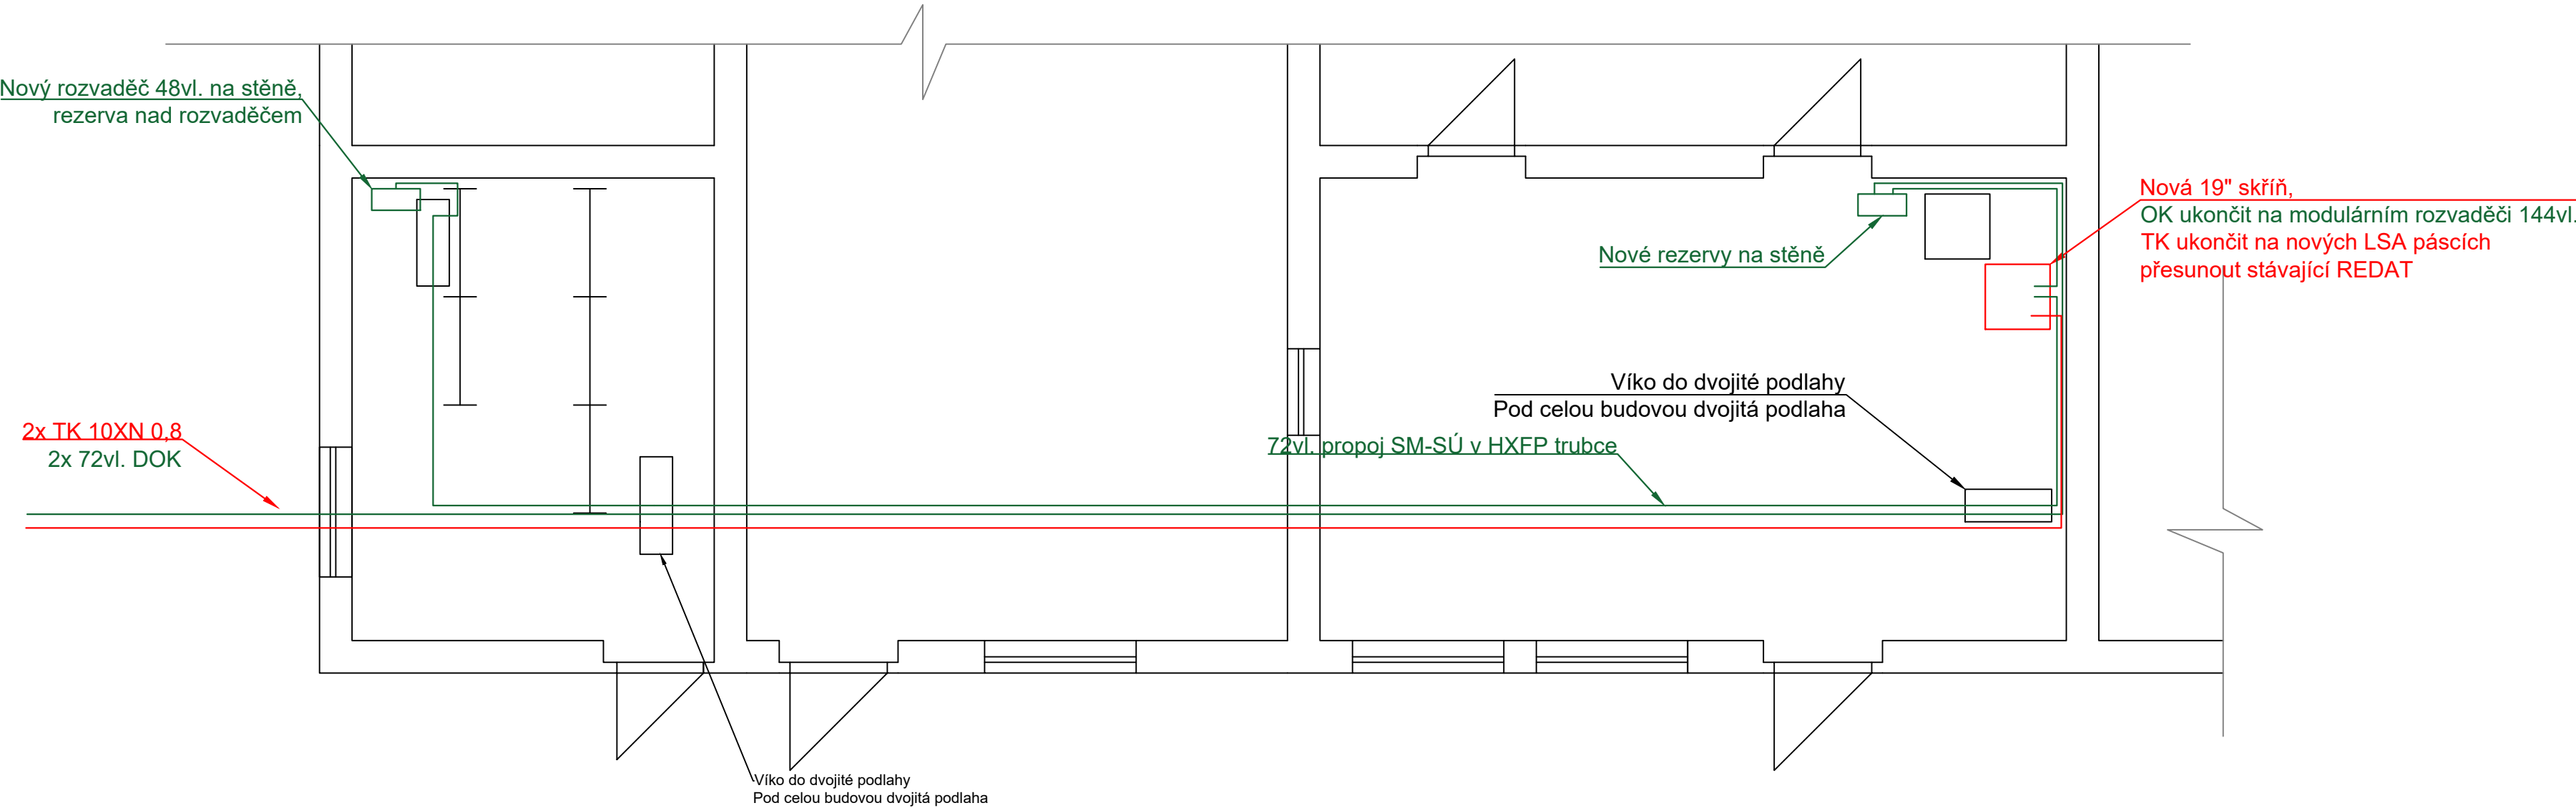 Nový rozvaděč 48vl. na stěně,
rezerva nad rozvaděčem
Nová 19" skříň,
OK ukončit na modulárním rozvaděči 144vl.
TK ukončit na nových LSA páscích
přesunout stávající REDAT
Nové rezervy na stěně
Víko do dvojité podlahy
Pod celou budovou dvojitá podlaha
2x TK 10XN 0,8
2x 72vl. DOK
72vl. propoj SM-SÚ v HXFP trubce
Víko do dvojité podlahy
Pod celou budovou dvojitá podlaha